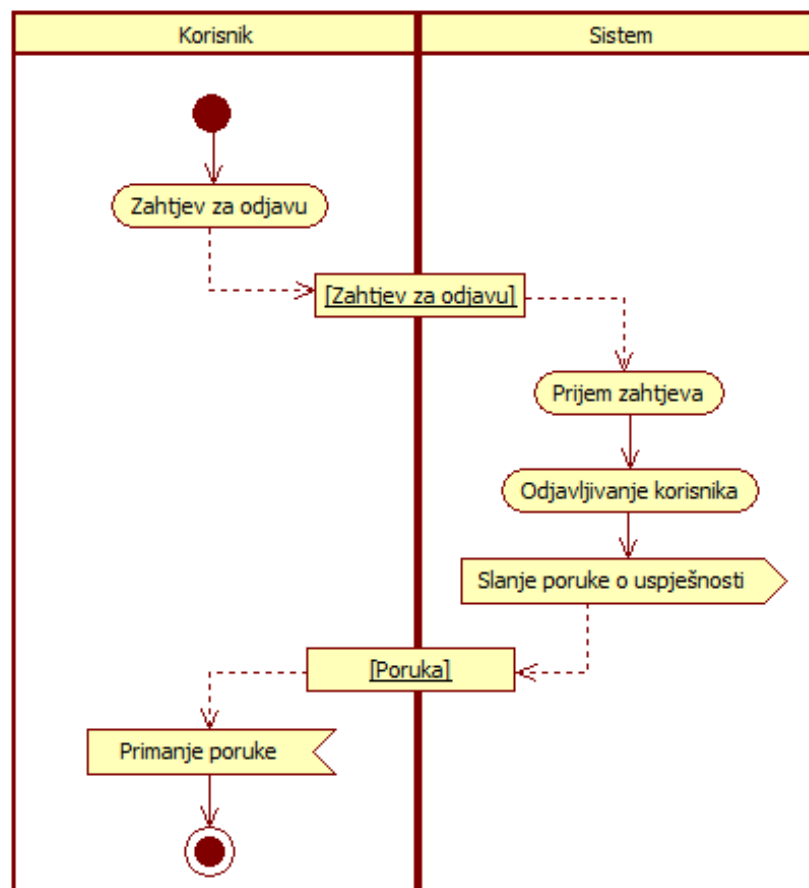 Korisnik
Sistem
Zahtjev za odjavu
[Zahtjev za odjavu]
Prijem zahtjeva
Odjavljivanje korisnika
Slanje poruke o uspješnosti
[Poruka]
Primanje poruke